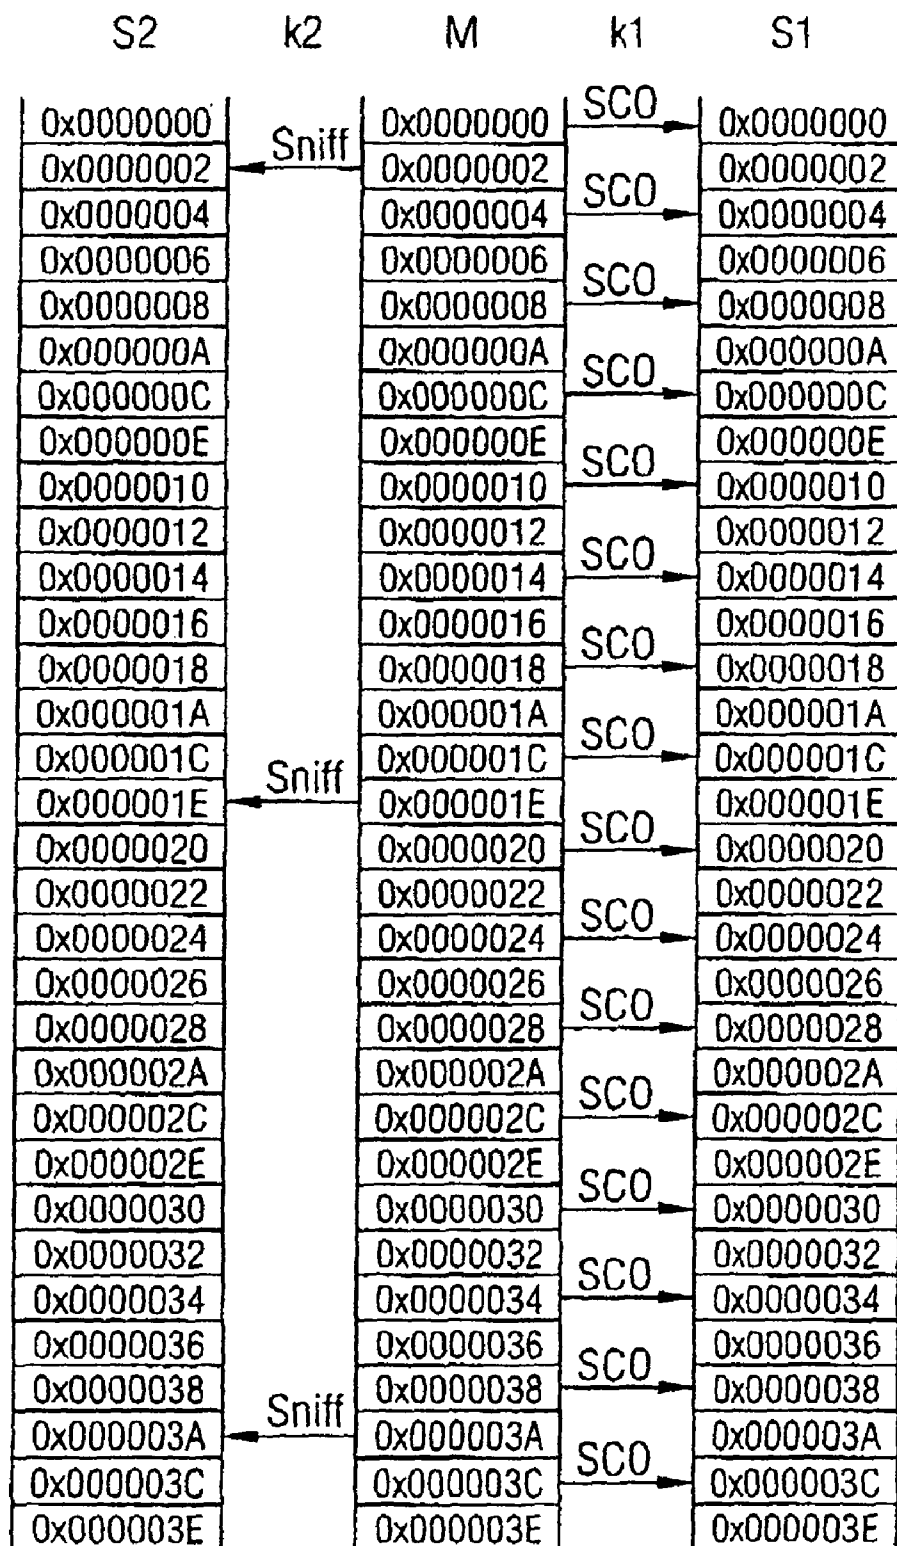 S2 k2 M k1 S1
SCO
0x0000000 0x0000000 0x0000000
Sniff
0x0000002 0x0000002 0x0000002
SCO
0x0000004 0x0000004 0x0000004
0x0000006 0x0000006 0x0000006
SCO
0x0000008 0x0000008 0x0000008
0x000000A 0x000000A 0x000000A
SCO
0x000000C 0x000000C 0x000000C
0x000000E 0x000000E 0x000000E
SCO
0x0000010 0x0000010 0x0000010
0x0000012 0x0000012 0x0000012
SCO
0x0000014 0x0000014 0x0000014
0x0000016 0x0000016 0x0000016
SCO
0x0000018 0x0000018 0x0000018
0x000001A 0x000001A 0x000001A
SCO
0x000001C 0x000001C 0x000001C
Sniff
0x000001E 0x000001E 0x000001E
SCO
0x0000020 0x0000020 0x0000020
0x0000022 0x0000022 0x0000022
SCO
0x0000024 0x0000024 0x0000024
0x0000026 0x0000026 0x0000026
SCO
0x0000028 0x0000028 0x0000028
0x000002A 0x000002A 0x000002A
SCO
0x000002C 0x000002C 0x000002C
0x000002E 0x000002E 0x000002E
SCO
0x0000030 0x0000030 0x0000030
0x0000032 0x0000032 0x0000032
SCO
0x0000034 0x0000034 0x0000034
0x0000036 0x0000036 0x0000036
SCO
0x0000038 0x0000038 0x0000038
Sniff
0x000003A 0x000003A 0x000003A
SCO
0x000003C 0x000003C 0x000003C
0x000003E 0x000003E 0x000003E